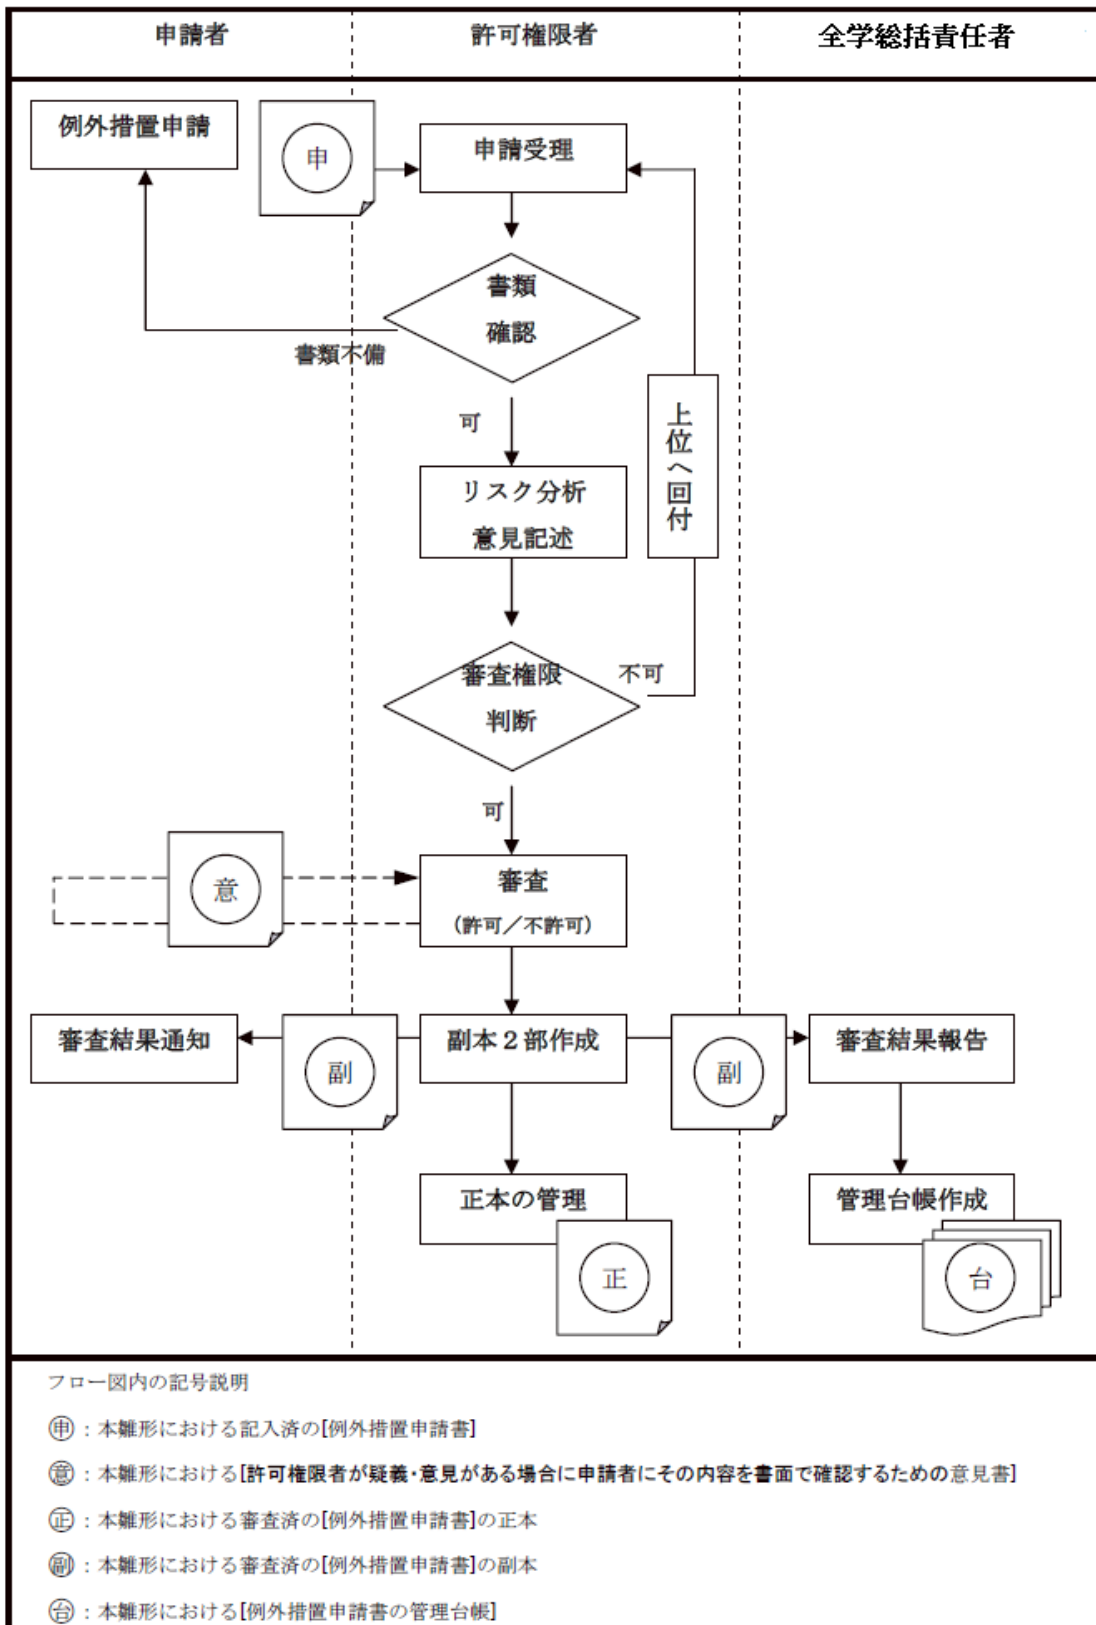 申請者
許可権限者
全学総括責任者
例外措置申請
申
申請受理
書類
確認
書類不備
可
上位へ回付
リスク分析
意見記述
審査権限
判断
不可
可
意
審査
(許可／不許可)
審査結果通知
副
副本２部作成
副
審査結果報告
正本の管理
正
管理台帳作成
台
フロー図内の記号説明
㊥申：本雛形における記入済の[例外措置申請書]
意：本雛形における[許可権限者が疑義・意見がある場合に申請者にその内容を書面で確認するための意見書]
正：本雛形における審査済の[例外措置申請書]の正本
副：本雛形における審査済の[例外措置申請書]の副本
台：本雛形における[例外措置申請書の管理台帳]